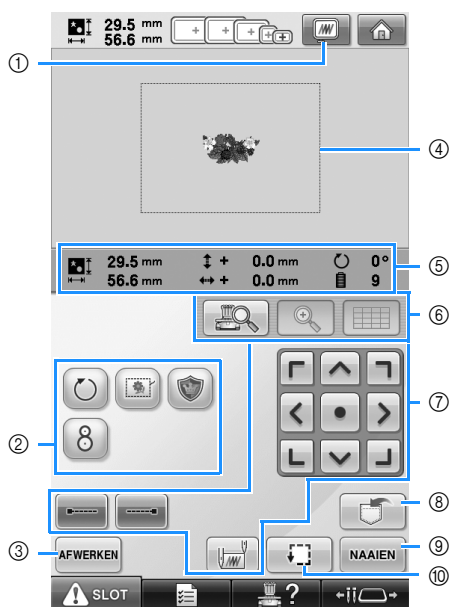 29.5 mm
56.6 mm
①
④
29.5 mm + 0.0 mm 0°
56.6 mm + 0.0 mm 9
⑤
⑥
⑦
②
8
⑧
③
AFWERKEN
NAAIEN
⑨
⑩
SLOT
?